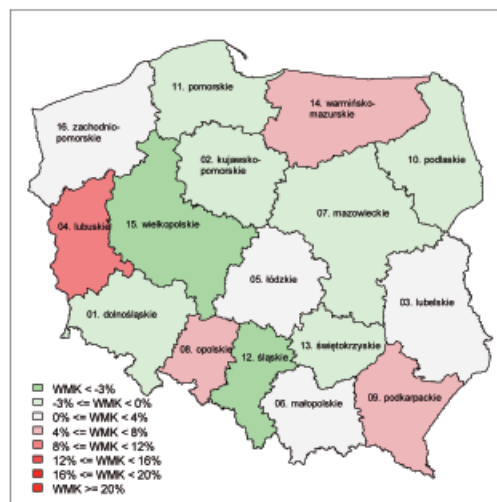 11. pomorskie
14. warmińsko-
mazurskie
16. zachodnio-
pomorskie
02. kujawsko-
pomorskie
10. podlaskie
07. mazowieckie
04. lubuskie
15. wielkopolskie
05. łódzkie
03. lubelskie
01. dolnośląskie
08. opolskie
12. śląskie
13. świętokrzyskie
06. małopolskie
09. podkarpackie
WMK < -3%
-3% <= WMK < 0%
0% <= WMK < 4%
4% <= WMK < 8%
8% <= WMK < 12%
12% <= WMK < 16%
16% <= WMK < 20%
WMK >= 20%